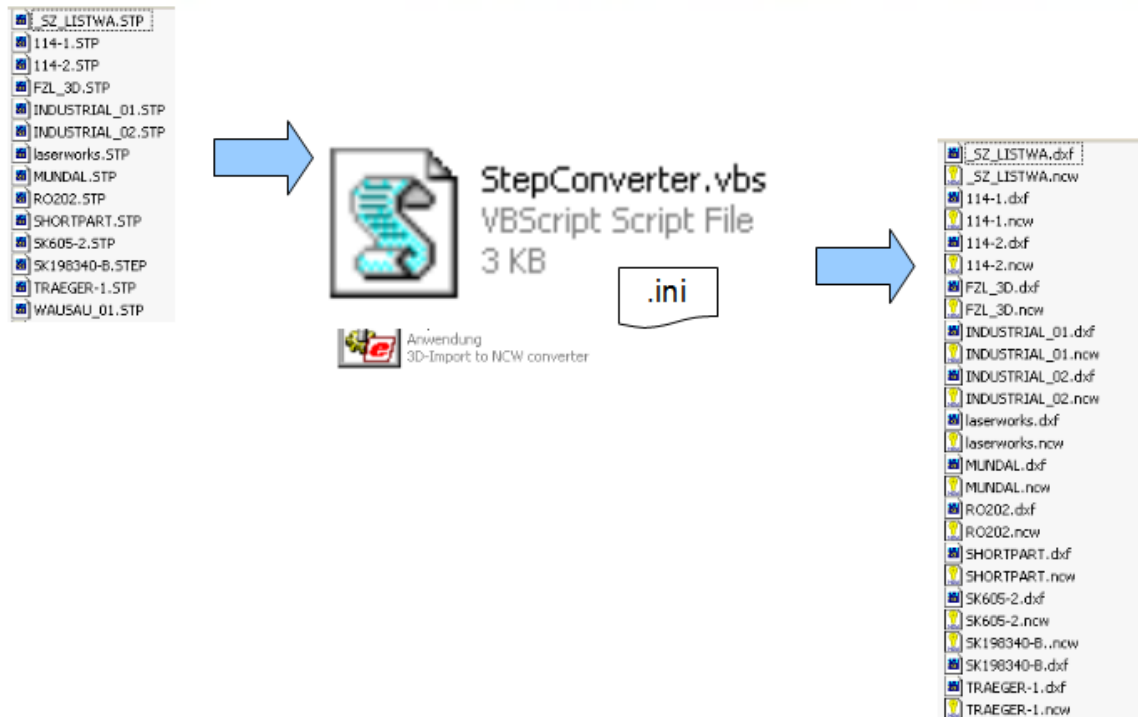 _SZ_LISTWA.STP
114-1.STP
114-2.STP
FZL_3D.STP
INDUSTRIAL_01.STP
INDUSTRIAL_02.STP
laserworks.STP
MUNDAL.STP
RO202.STP
SHORTPART.STP
SK605-2.STP
SK198340-B.STEP
TRAEGER-1.STP
WAUSAU_01.STP
StepConverter.vbs
VBScript Script File
3 KB
.ini
Anwendung
3D-Import to NCW converter
_SZ_LISTWA.dxf
_SZ_LISTWA.ncw
114-1.dxf
114-1.ncw
114-2.dxf
114-2.ncw
FZL_3D.dxf
FZL_3D.ncw
INDUSTRIAL_01.dxf
INDUSTRIAL_01.ncw
INDUSTRIAL_02.dxf
INDUSTRIAL_02.ncw
laserworks.dxf
laserworks.ncw
MUNDAL.dxf
MUNDAL.ncw
RO202.dxf
RO202.ncw
SHORTPART.dxf
SHORTPART.ncw
SK605-2.dxf
SK605-2.ncw
SK198340-B..ncw
SK198340-B.dxf
TRAEGER-1.dxf
TRAEGER-1.ncw